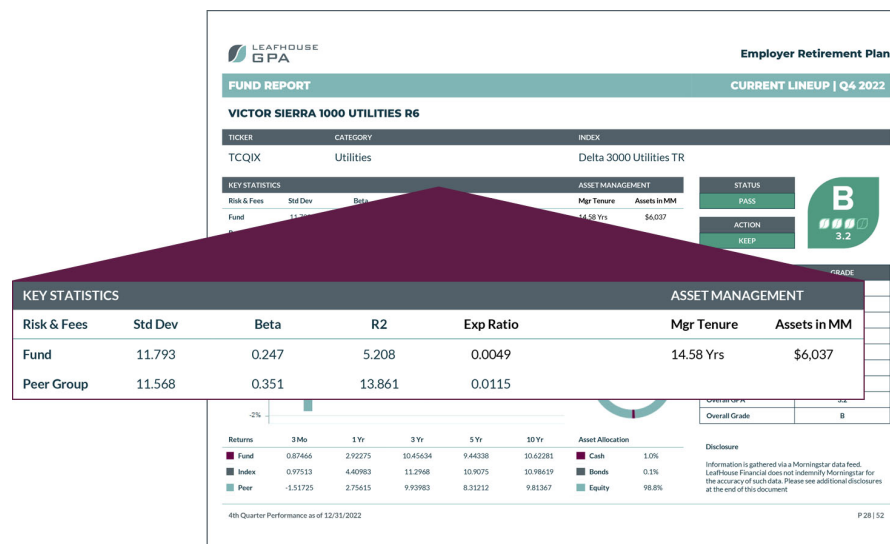 LEAFHOUSE
GPA
Employer Retirement Plan
FUND REPORT CURRENT LINEUP | Q4 2022
VICTOR SIERRA 1000 UTILITIES R6
TICKER CATEGORY INDEX
TCQIX Utilities Delta 3000 Utilities TR
KEY STATISTICS ASSET MANAGEMENT STATUS
Risk & Fees Std Dev Beta Mgr Tenure Assets in MM PASS
Fund 14.58 Yrs $6,037 ACTION
KEEP
B
3.2
GRADE
KEY STATISTICS ASSET MANAGEMENT
Risk & Fees Std Dev Beta R2 Exp Ratio Mgr Tenure Assets in MM
Fund 11.793 0.247 5.208 0.0049 14.58 Yrs $6,037
Peer Group 11.568 0.351 13.861 0.0115
Overall GPA 3.2
-2% Overall Grade B
Returns 3 Mo 1 Yr 3 Yr 5 Yr 10 Yr Asset Allocation
Fund 0.87466 2.92275 10.45634 9.44338 10.62281 Cash 1.0%
Index 0.97513 4.40983 11.2968 10.9075 10.98619 Bonds 0.1%
Peer -1.51725 2.75615 9.93983 8.31212 9.81367 Equity 98.8%
Disclosure
Information is gathered via a Morningstar data feed.
LeafHouse Financial does not indemnify Morningstar for
the accuracy of such data. Please see additional disclosures
at the end of this document
4th Quarter Performance as of 12/31/2022 P 28 | 52